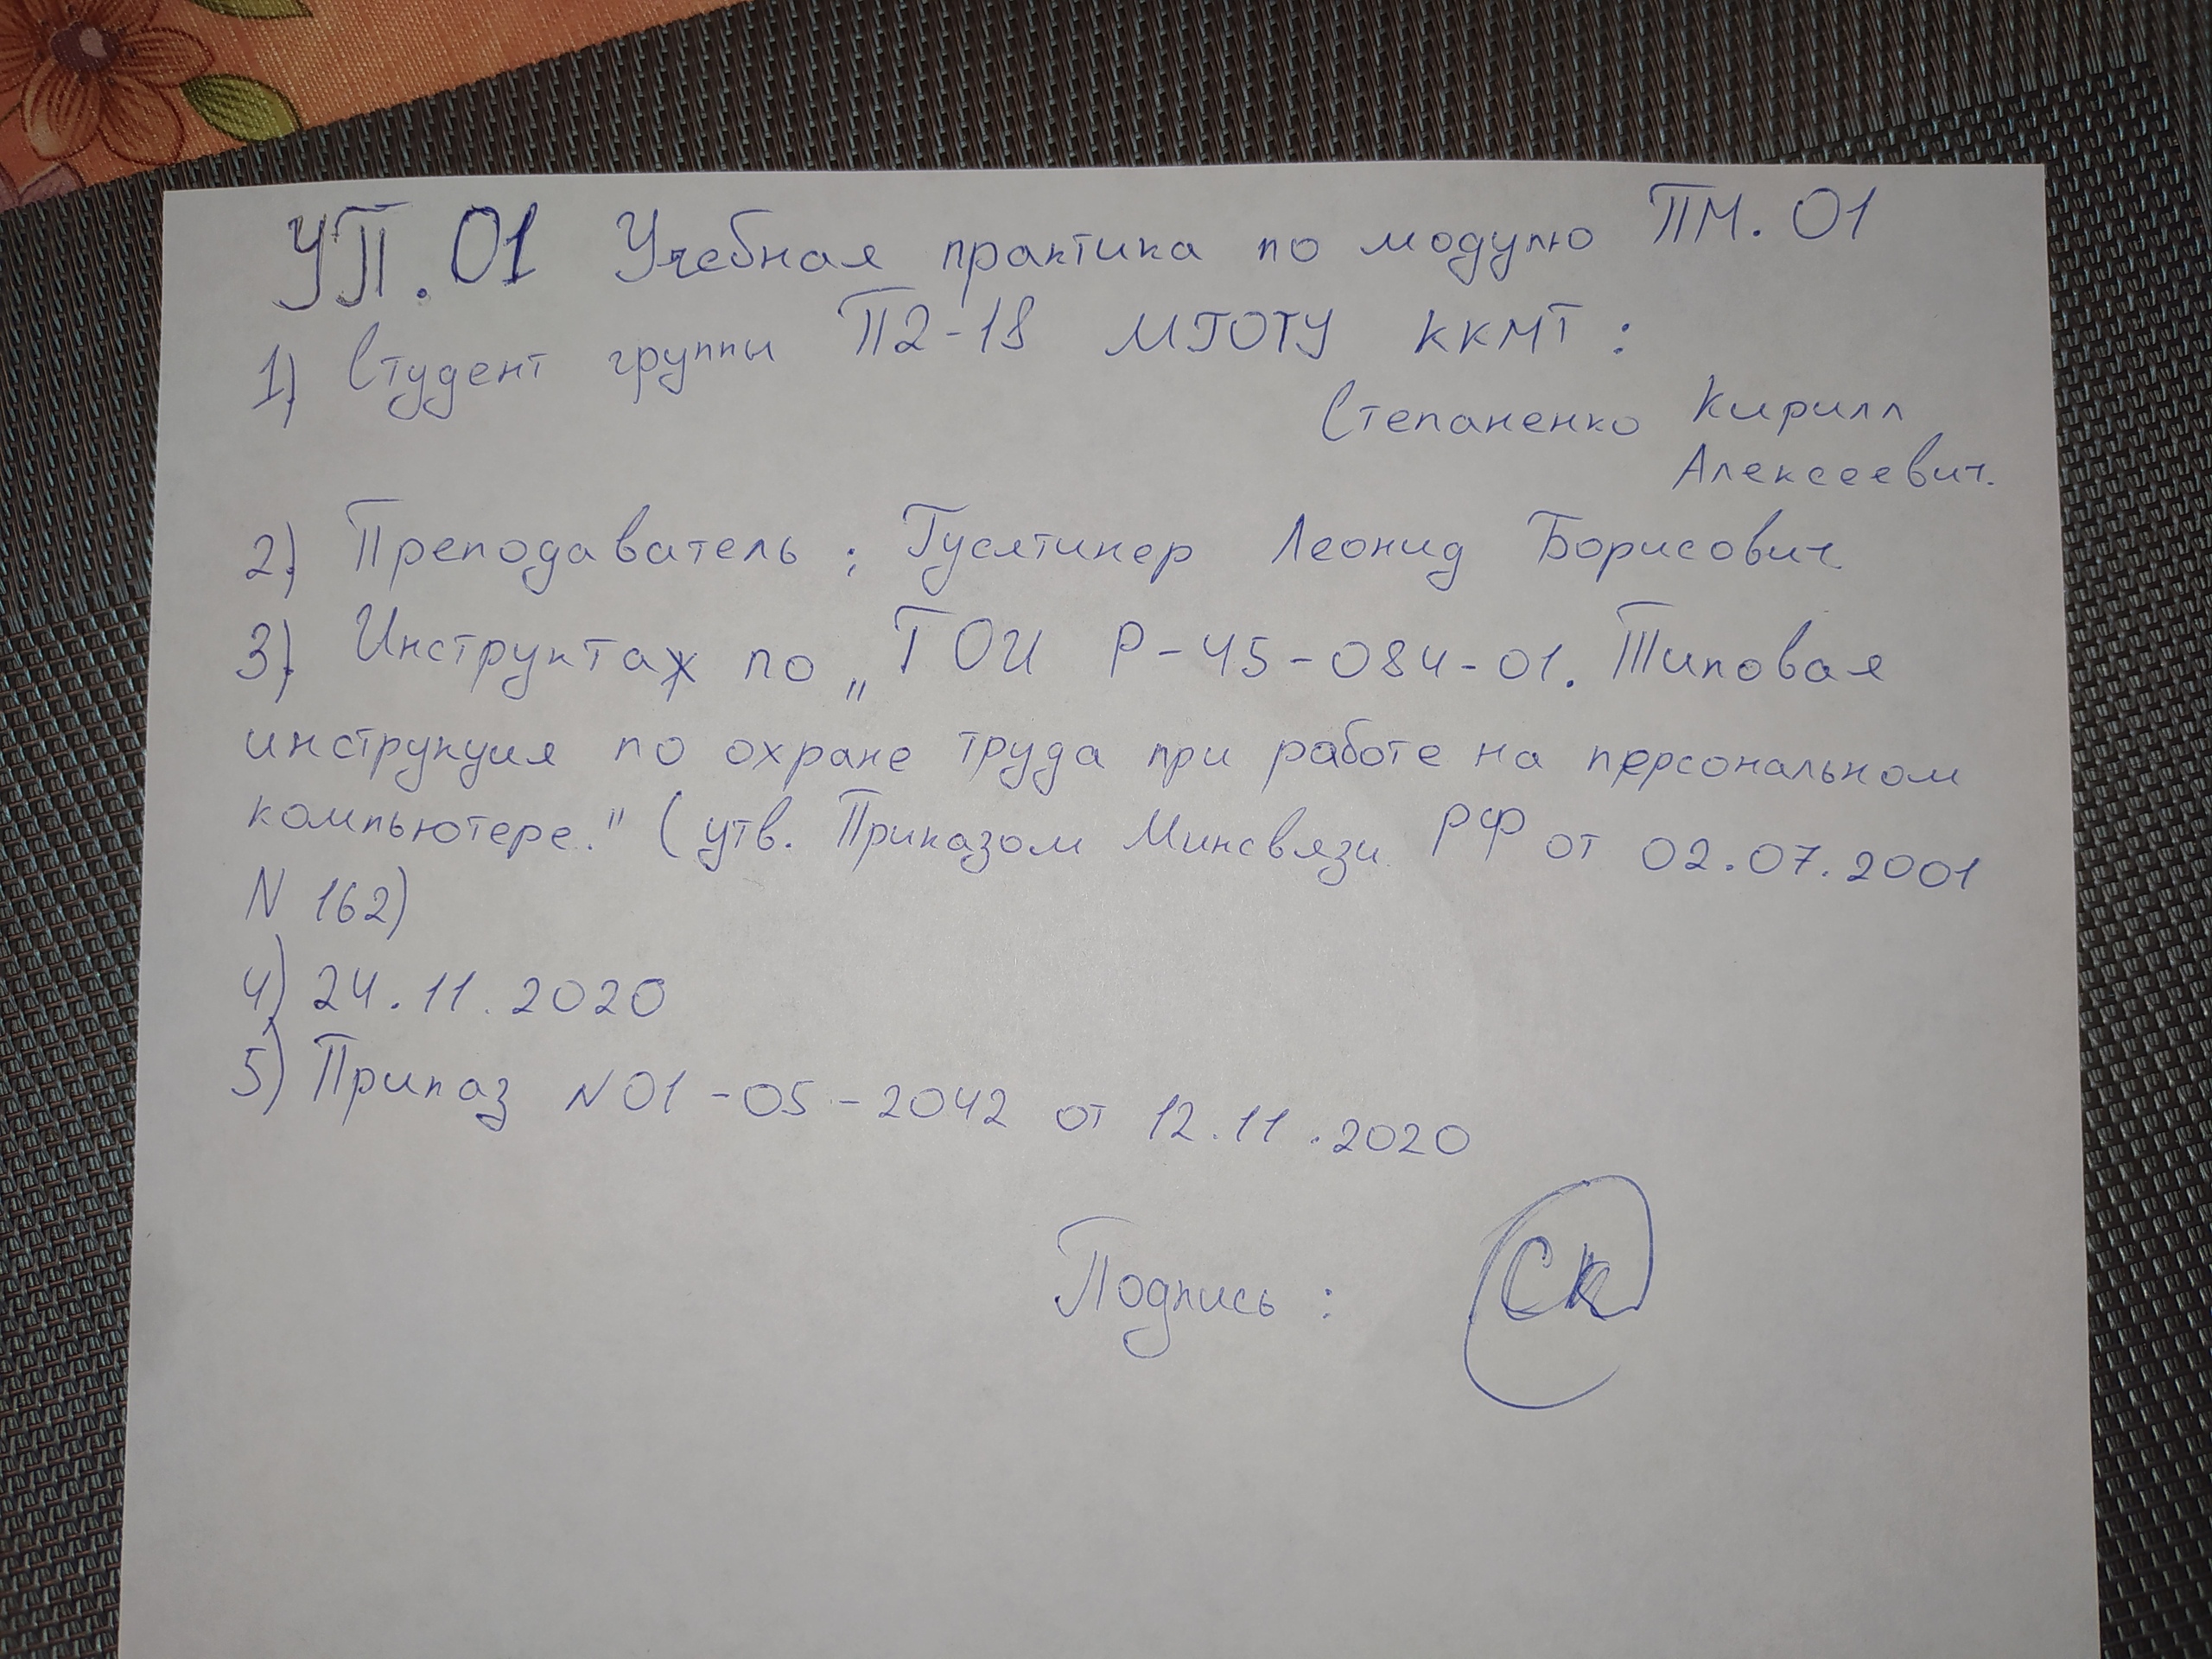 УП.01 Учебная практика по модулю ПМ.01
1) Студент группы П2-18 МГОТУ ККМТ:
Степаненко Кирилл
Алексеевич.
2) Преподаватель: Гусятинер Леонид Борисович
3) Инструктаж по „ТОИ Р-45-084-01. Типовая
инструкция по охране труда при работе на персональном
компьютере." (утв. Приказом Минсвязи РФ от 02.07.2001
N 162)
4) 24.11.2020
5) Приказ N01-05-2042 от 12.11.2020
Подпись: СК